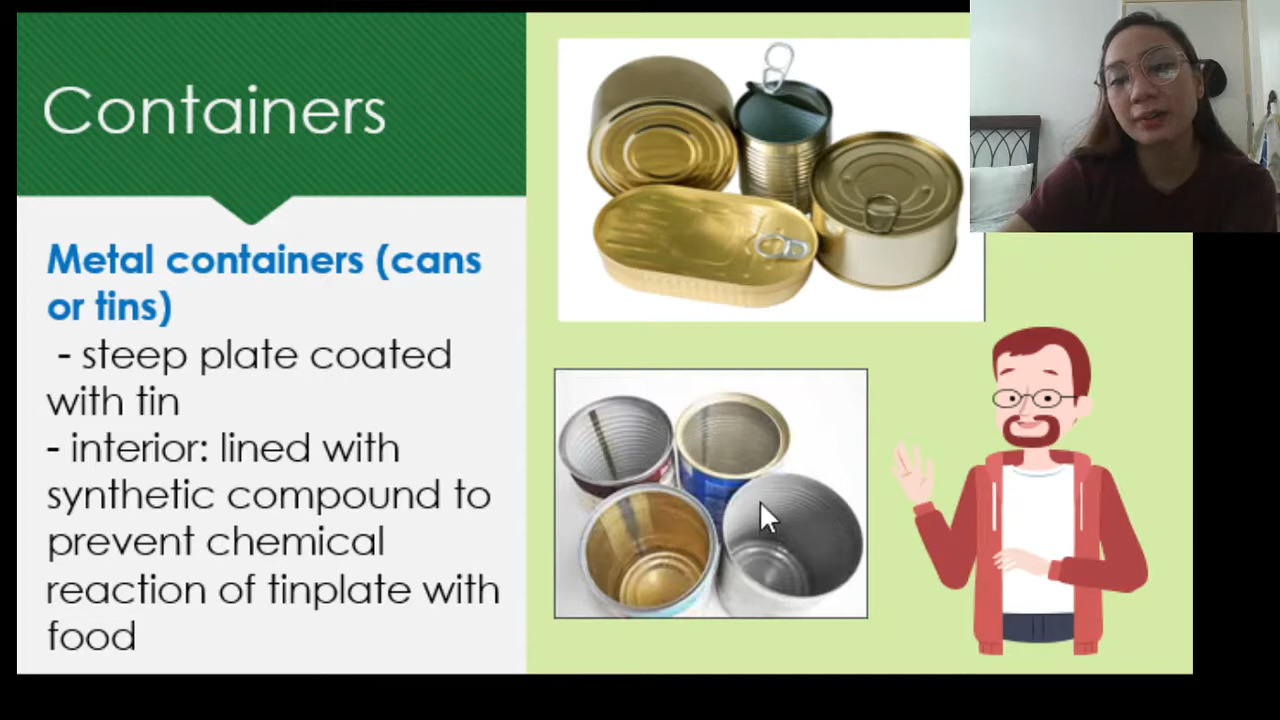 Containers
Metal containers (cans
or tins)
- steep plate coated
with tin
- interior: lined with
synthetic compound to
prevent chemical
reaction of tinplate with
food